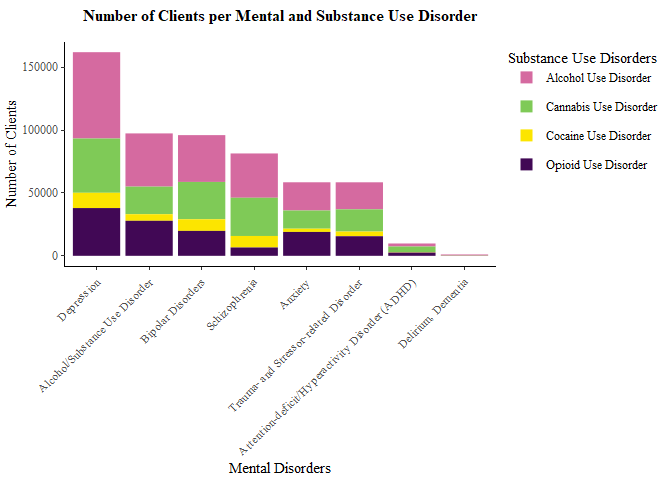 Number of Clients per Mental and Substance Use Disorder
Number of Clients
150000
100000
50000
0
Depression
Alcohol/Substance Use Disorder
Bipolar Disorders
Schizophrenia
Anxiety
Trauma- and Stressor-related Disorder
Attention-deficit/Hyperactivity Disorder (ADHD)
Delirium, Dementia
Mental Disorders
Substance Use Disorders
Alcohol Use Disorder
Cannabis Use Disorder
Cocaine Use Disorder
Opioid Use Disorder